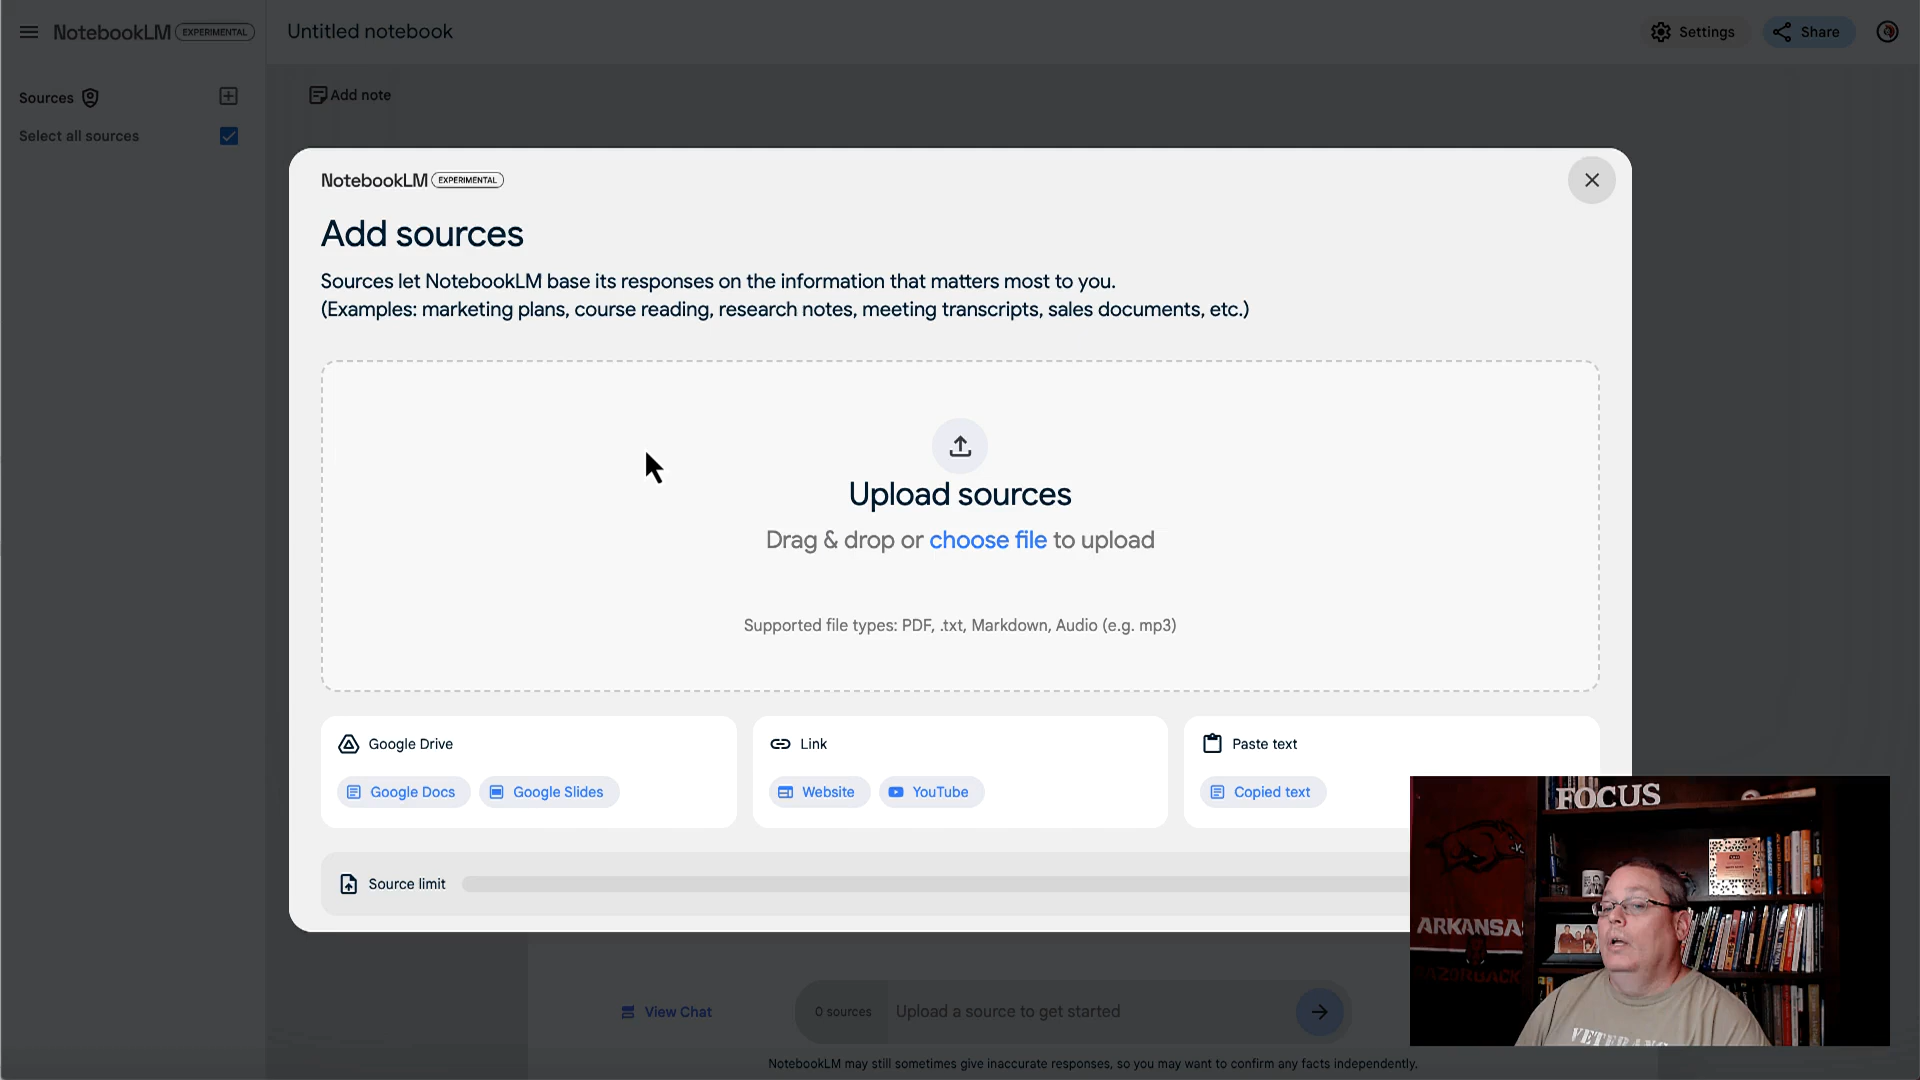 NotebookLM EXPERIMENTAL
Untitled notebook
Settings
Share
Sources
Select all sources
Add note
NotebookLM EXPERIMENTAL
Add sources
Sources let NotebookLM base its responses on the information that matters most to you.
(Examples: marketing plans, course reading, research notes, meeting transcripts, sales documents, etc.)
Upload sources
Drag & drop or choose file to upload
Supported file types: PDF, .txt, Markdown, Audio (e.g. mp3)
Google Drive
Google Docs
Google Slides
Link
Website
YouTube
Paste text
Copied text
Source limit
View Chat
0 sources
Upload a source to get started
NotebookLM may still sometimes give inaccurate responses, so you may want to confirm any facts independently.
FOCUS
ARKANSA
RAZORBACK
VETERAN